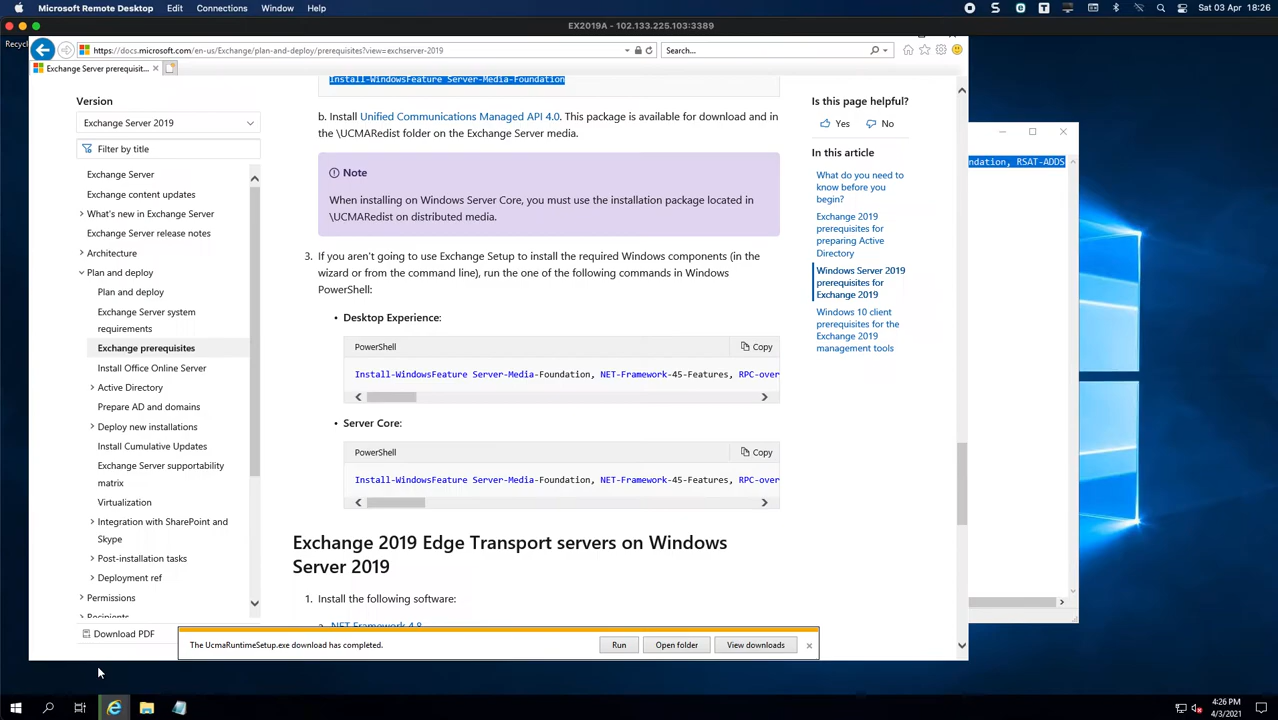 Microsoft Remote Desktop Edit Connections Window Help
Sat 03 Apr 18:26
EX2019A - 102.133.225.103:3389
Recycl
https://docs.microsoft.com/en-us/Exchange/plan-and-deploy/prerequisites?view=exchserver-2019
Search...
Exchange Server prerequisit...
Install-WindowsFeature Server-Media-Foundation
Version
Exchange Server 2019
Filter by title
Exchange Server
Exchange content updates
What's new in Exchange Server
Exchange Server release notes
Architecture
Plan and deploy
Plan and deploy
Exchange Server system
requirements
Exchange prerequisites
Install Office Online Server
Active Directory
Prepare AD and domains
Deploy new installations
Install Cumulative Updates
Exchange Server supportability
matrix
Virtualization
Integration with SharePoint and
Skype
Post-installation tasks
Deployment ref
Permissions
Recipients
Download PDF
b. Install Unified Communications Managed API 4.0. This package is available for download and in
the \UCMARedist folder on the Exchange Server media.
Note
When installing on Windows Server Core, you must use the installation package located in
\UCMARedist on distributed media.
3. If you aren't going to use Exchange Setup to install the required Windows components (in the
wizard or from the command line), run the one of the following commands in Windows
PowerShell:
• Desktop Experience:
PowerShell
Copy
Install-WindowsFeature Server-Media-Foundation, NET-Framework-45-Features, RPC-over
• Server Core:
PowerShell
Copy
Install-WindowsFeature Server-Media-Foundation, NET-Framework-45-Features, RPC-over
Exchange 2019 Edge Transport servers on Windows
Server 2019
1. Install the following software:
a. .NET Framework 4.8
Is this page helpful?
Yes No
In this article
What do you need to
know before you
begin?
Exchange 2019
prerequisites for
preparing Active
Directory
Windows Server 2019
prerequisites for
Exchange 2019
Windows 10 client
prerequisites for the
Exchange 2019
management tools
ndation, RSAT-ADDS
The UcmaRuntimeSetup.exe download has completed.
Run
Open folder
View downloads
4:26 PM
4/3/2021